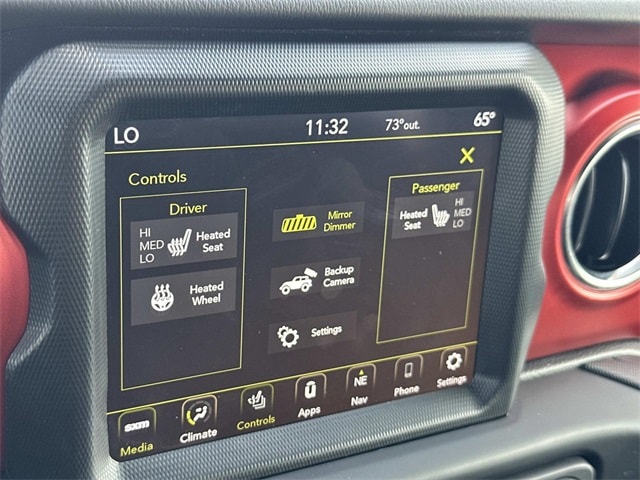 LO 11:32 73°out. 65°
Controls
Driver
HI
MED
LO
Heated
Seat
Heated
Wheel
Mirror
Dimmer
Backup
Camera
Settings
Passenger
Heated
Seat
HI
MED
LO
sxm
Media
Climate
Controls
Apps
NE
Nav
Phone
Settings